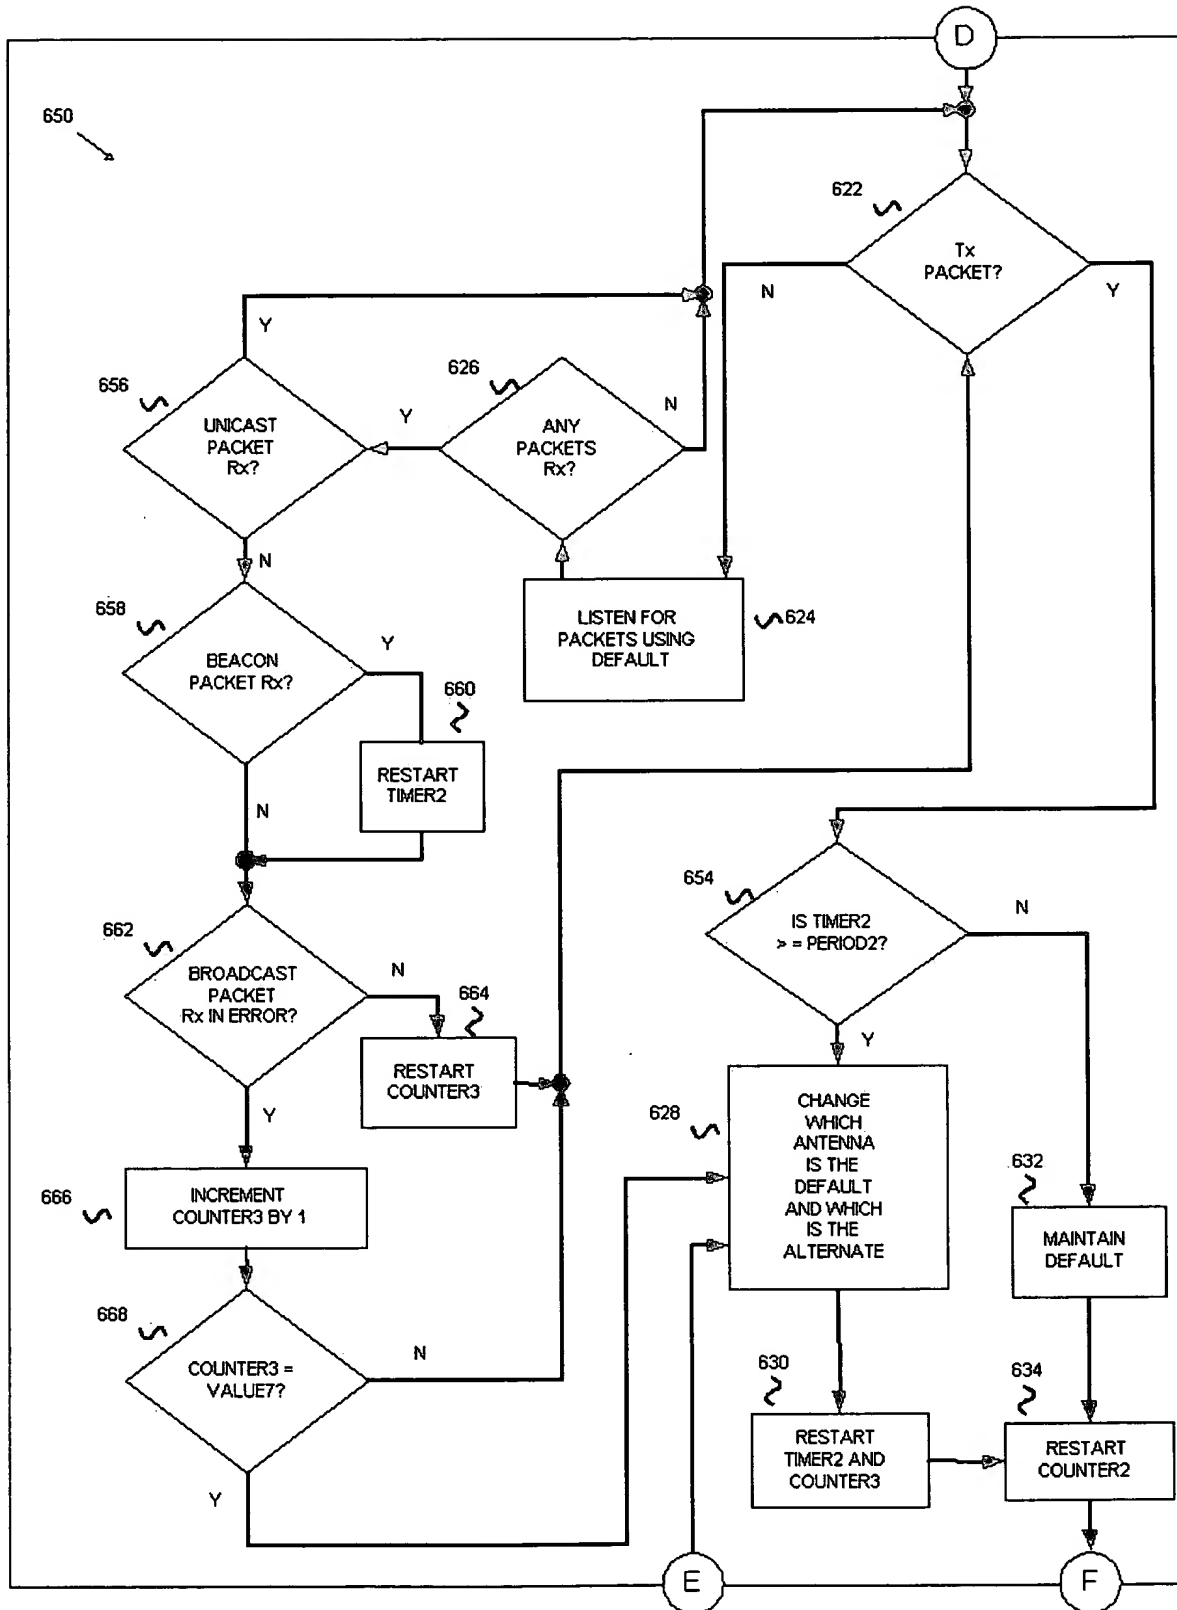 D
650
622
Tx
PACKET?
N
Y
Y
656
626
N
Y
UNICAST
PACKET
Rx?
ANY
PACKETS
Rx?
N
658
LISTEN FOR
PACKETS USING
DEFAULT
624
Y
BEACON
PACKET Rx?
660
RESTART
TIMER2
N
654
N
IS TIMER2
> = PERIOD2?
662
N
BROADCAST
PACKET
Rx IN ERROR?
664
Y
RESTART
COUNTER3
CHANGE
WHICH
ANTENNA
IS THE
DEFAULT
AND WHICH
IS THE
ALTERNATE
628
Y
632
666
INCREMENT
COUNTER3 BY 1
MAINTAIN
DEFAULT
668
N
COUNTER3 =
VALUE7?
630
634
RESTART
TIMER2 AND
COUNTER3
RESTART
COUNTER2
Y
E
F